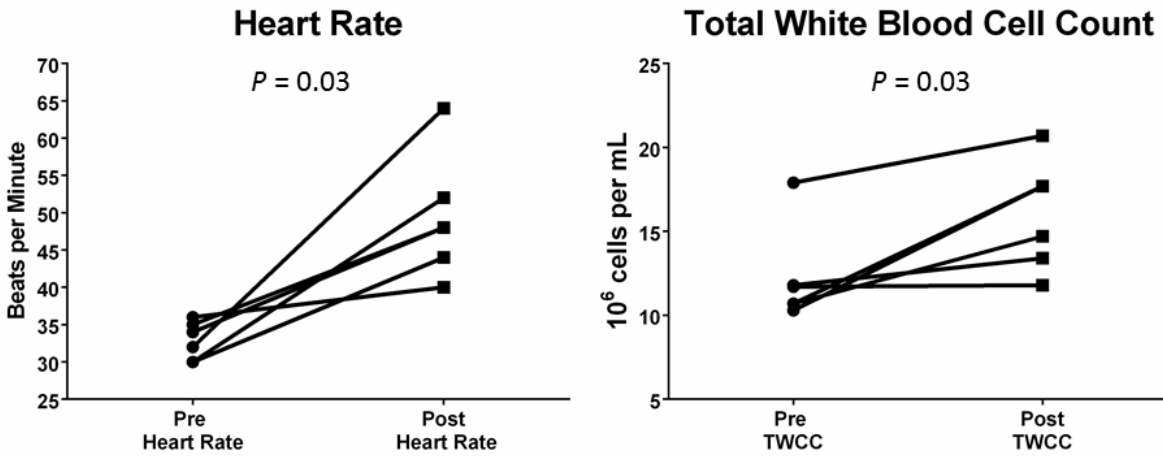 Heart Rate
P = 0.03
Beats per Minute
70
65
60
55
50
45
40
35
30
25
Pre
Heart Rate
Post
Heart Rate
Total White Blood Cell Count
P = 0.03
10⁶ cells per mL
25
20
15
10
5
Pre
TWCC
Post
TWCC